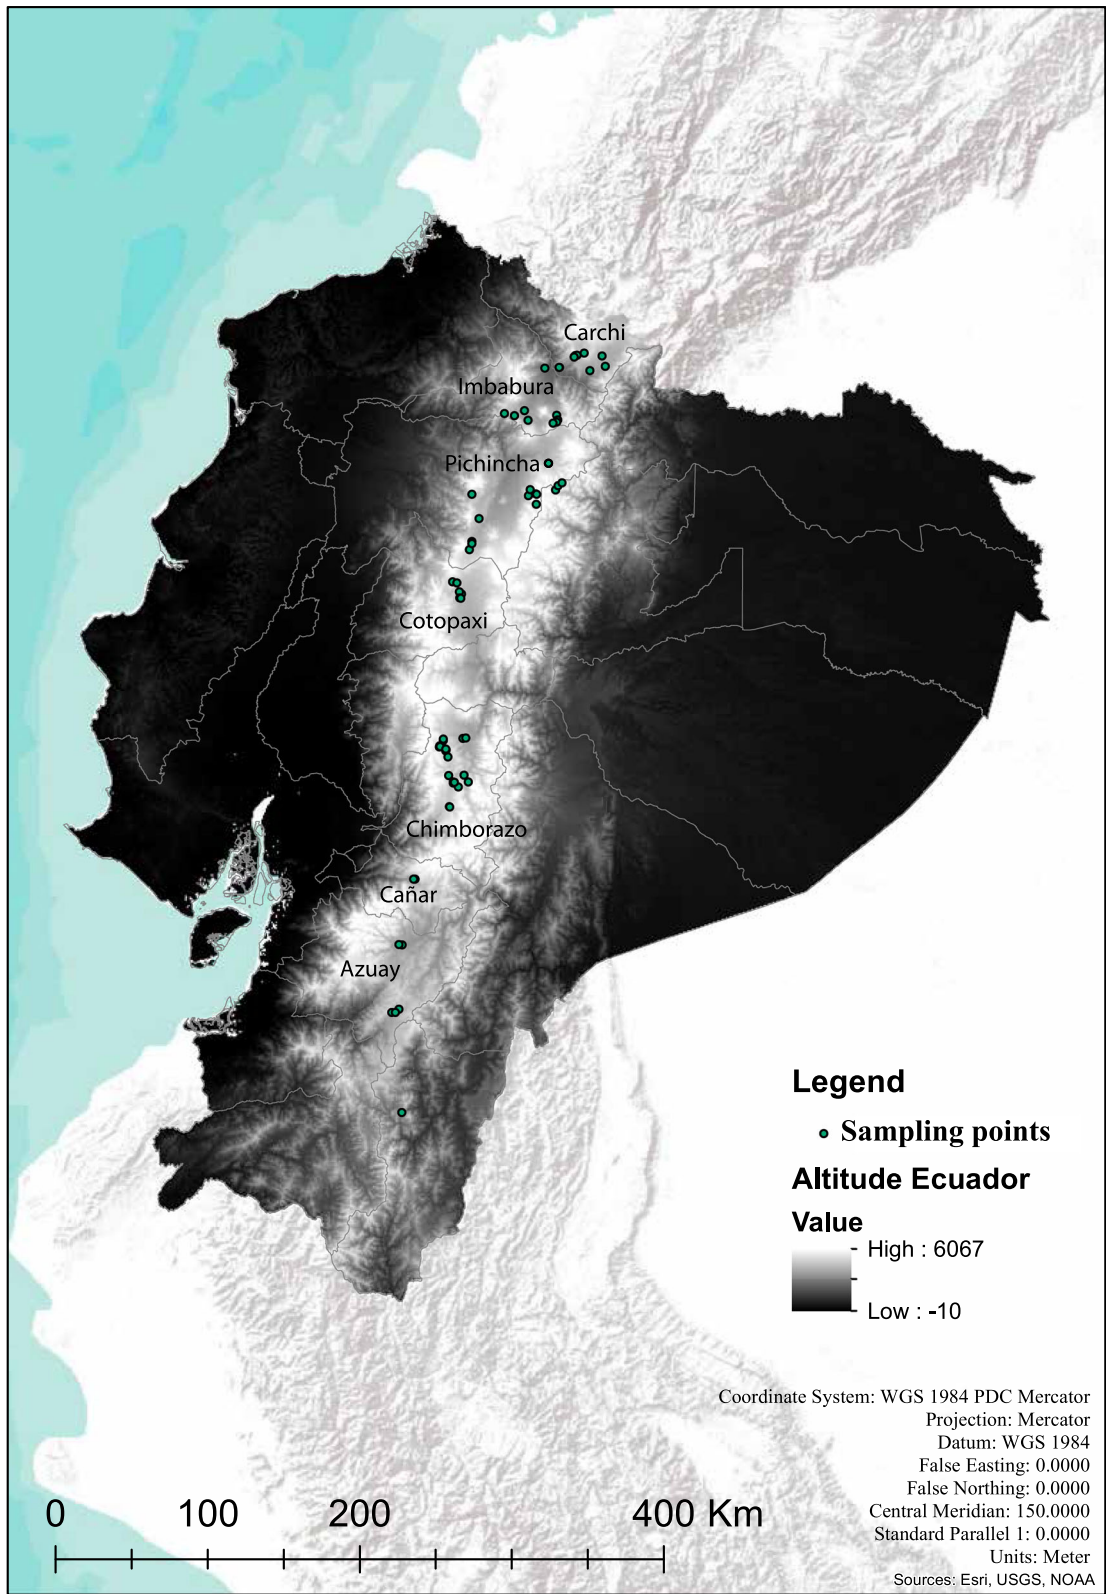 Carchi
Imbabura
Pichincha
Cotopaxi
Chimborazo
Cañar
Azuay
Legend
Sampling points
Altitude Ecuador
Value
High : 6067
Low : -10
Coordinate System: WGS 1984 PDC Mercator
Projection: Mercator
Datum: WGS 1984
False Easting: 0.0000
False Northing: 0.0000
Central Meridian: 150.0000
Standard Parallel 1: 0.0000
Units: Meter
Sources: Esri, USGS, NOAA
0 100 200 400 Km